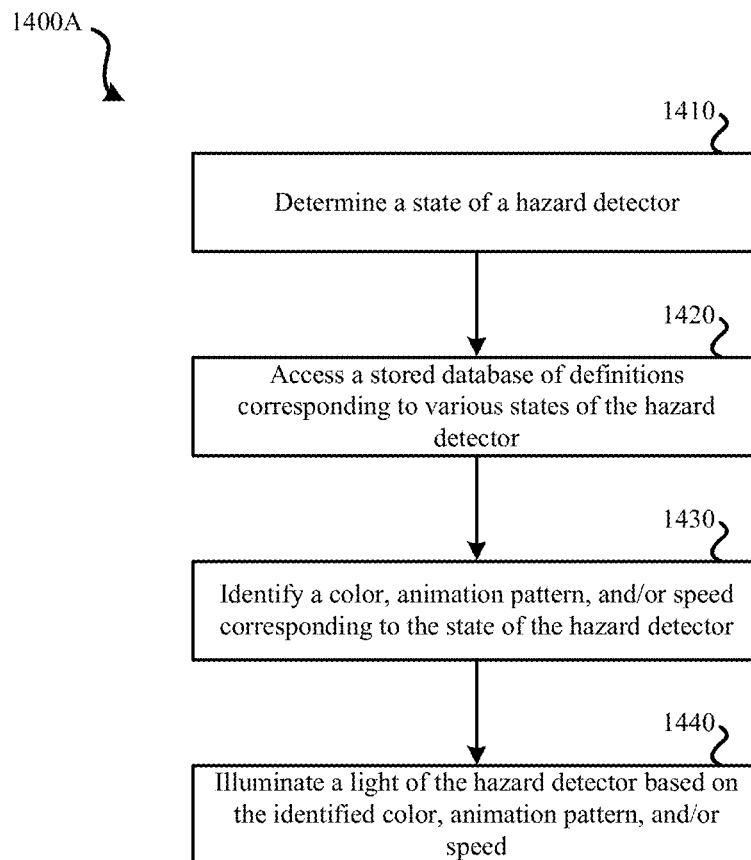 1400A
1410
Determine a state of a hazard detector
1420
Access a stored database of definitions
corresponding to various states of the hazard
detector
1430
Identify a color, animation pattern, and/or speed
corresponding to the state of the hazard detector
1440
Illuminate a light of the hazard detector based on
the identified color, animation pattern, and/or
speed